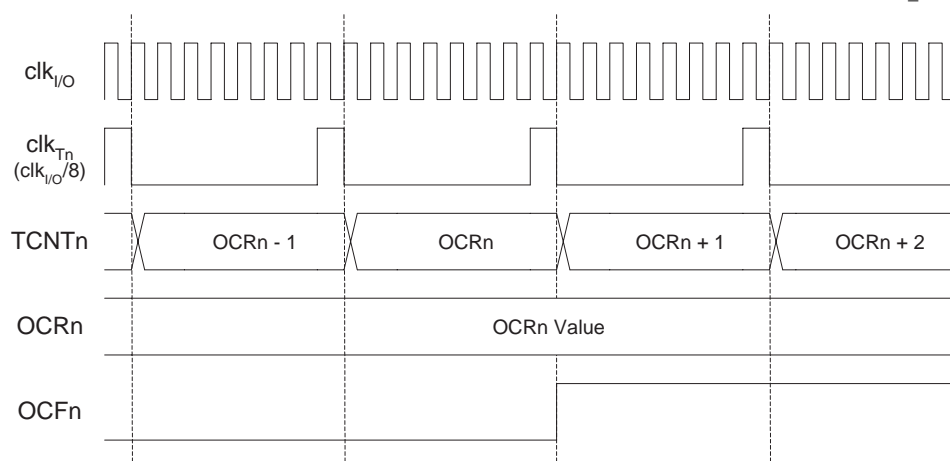 clkI/O
clkTn
(clkI/O/8)
TCNTn
OCRn - 1
OCRn
OCRn + 1
OCRn + 2
OCRn
OCRn Value
OCFn